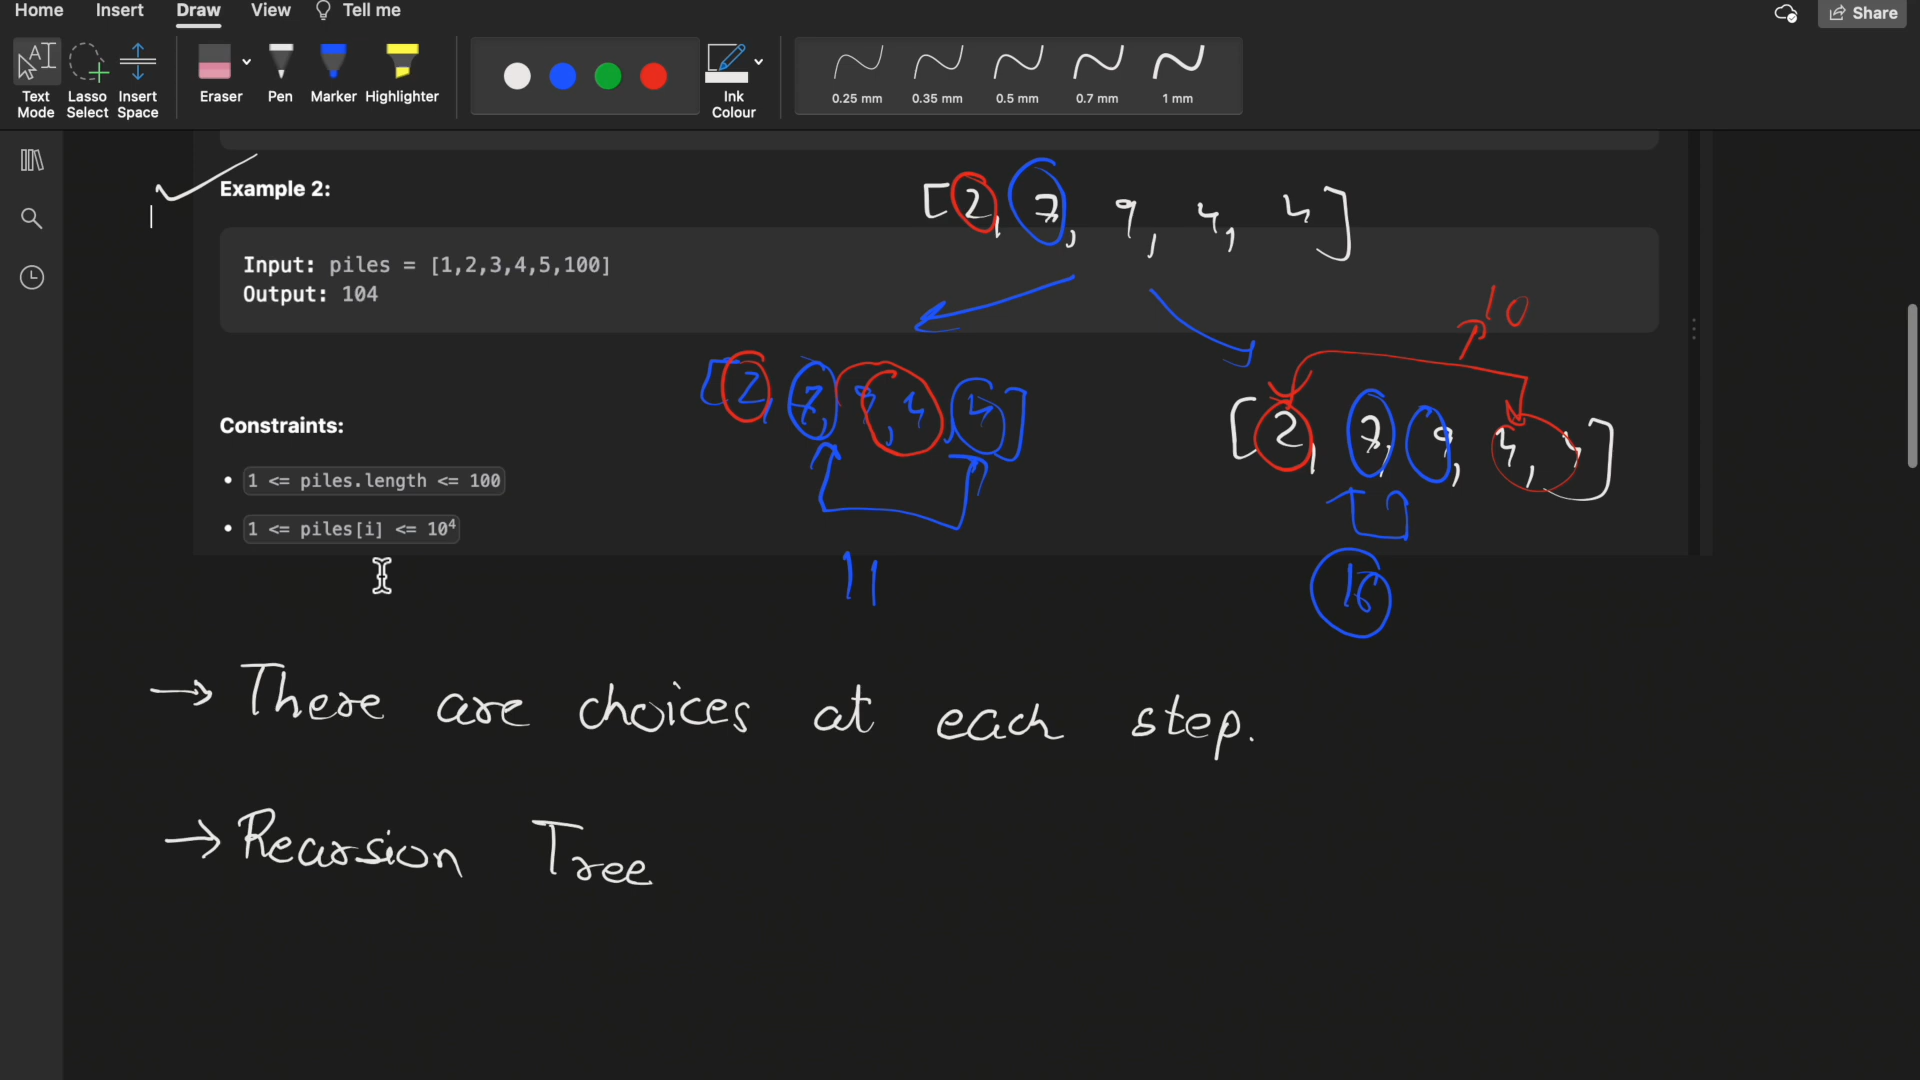 Home Insert Draw View Tell me Share
Text Mode Lasso Select Insert Space Eraser Pen Marker Highlighter Ink Colour 0.25 mm 0.35 mm 0.5 mm 0.7 mm 1 mm
Example 2:
[2, 7, 9, 4, 4]
Input: piles = [1,2,3,4,5,100]
Output: 104
10
[2, 7, 9, 4, 4]
[2, 7, 9, 4, 4]
Constraints:
1 <= piles.length <= 100
1 <= piles[i] <= 10⁴
11
16
→ There are choices at each step.
→ Recursion Tree